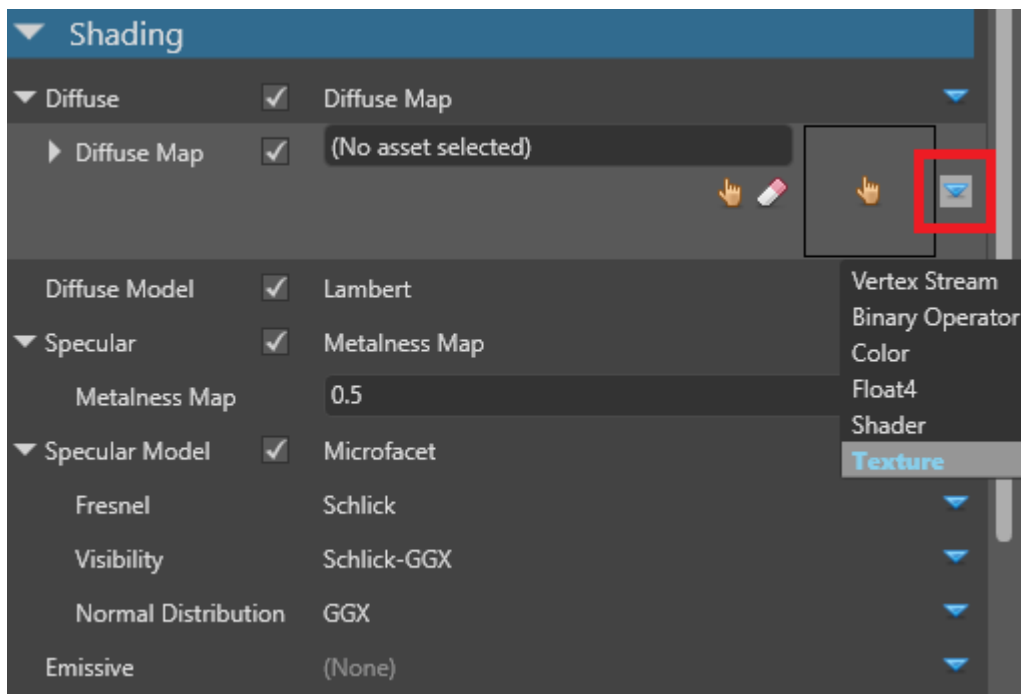 Shading
Diffuse Diffuse Map
Diffuse Map (No asset selected)
Diffuse Model Lambert
Specular Metalness Map
Metalness Map 0.5
Specular Model Microfacet
Fresnel Schlick
Visibility Schlick-GGX
Normal Distribution GGX
Emissive (None)
Vertex Stream
Binary Operator
Color
Float4
Shader
Texture